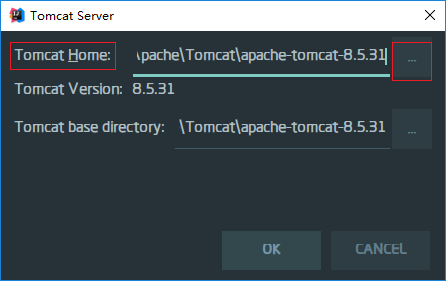 Tomcat Server
Tomcat Home: \pache\Tomcat\apache-tomcat-8.5.31 ...
Tomcat Version: 8.5.31
Tomcat base directory: \Tomcat\apache-tomcat-8.5.31 ...
OK CANCEL